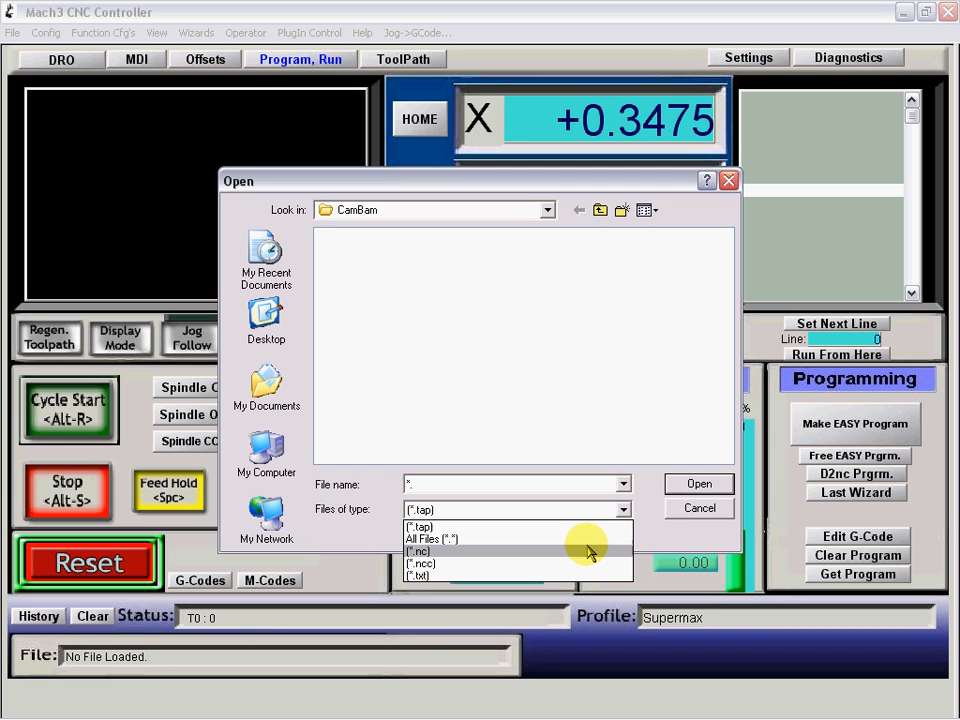 Mach3 CNC Controller
File Config Function Cfg's View Wizards Operator PlugIn Control Help Jog->GCode...
DRO MDI Offsets Program, Run ToolPath Settings Diagnostics
HOME X +0.3475
Open
Look in: CamBam
My Recent Documents
Desktop
My Documents
My Computer
My Network
File name: *.
Open
Files of type: (*.tap)
Cancel
(*.tap)
All Files (*.*)
(*.nc)
(*.ncc)
(*.txt)
Regen. Toolpath
Display Mode
Jog Follow
Set Next Line
Line: 0
Run From Here
Cycle Start
<Alt-R>
Spindle C
Spindle O
Spindle CC
%
Programming
Make EASY Program
Free EASY Prgrm.
D2nc Prgrm.
Last Wizard
Stop
<Alt-S>
Feed Hold
<Spc>
Edit G-Code
Clear Program
Get Program
Reset
G-Codes M-Codes
0.00
History Clear Status: T0 : 0 Profile: Supermax
File: No File Loaded.